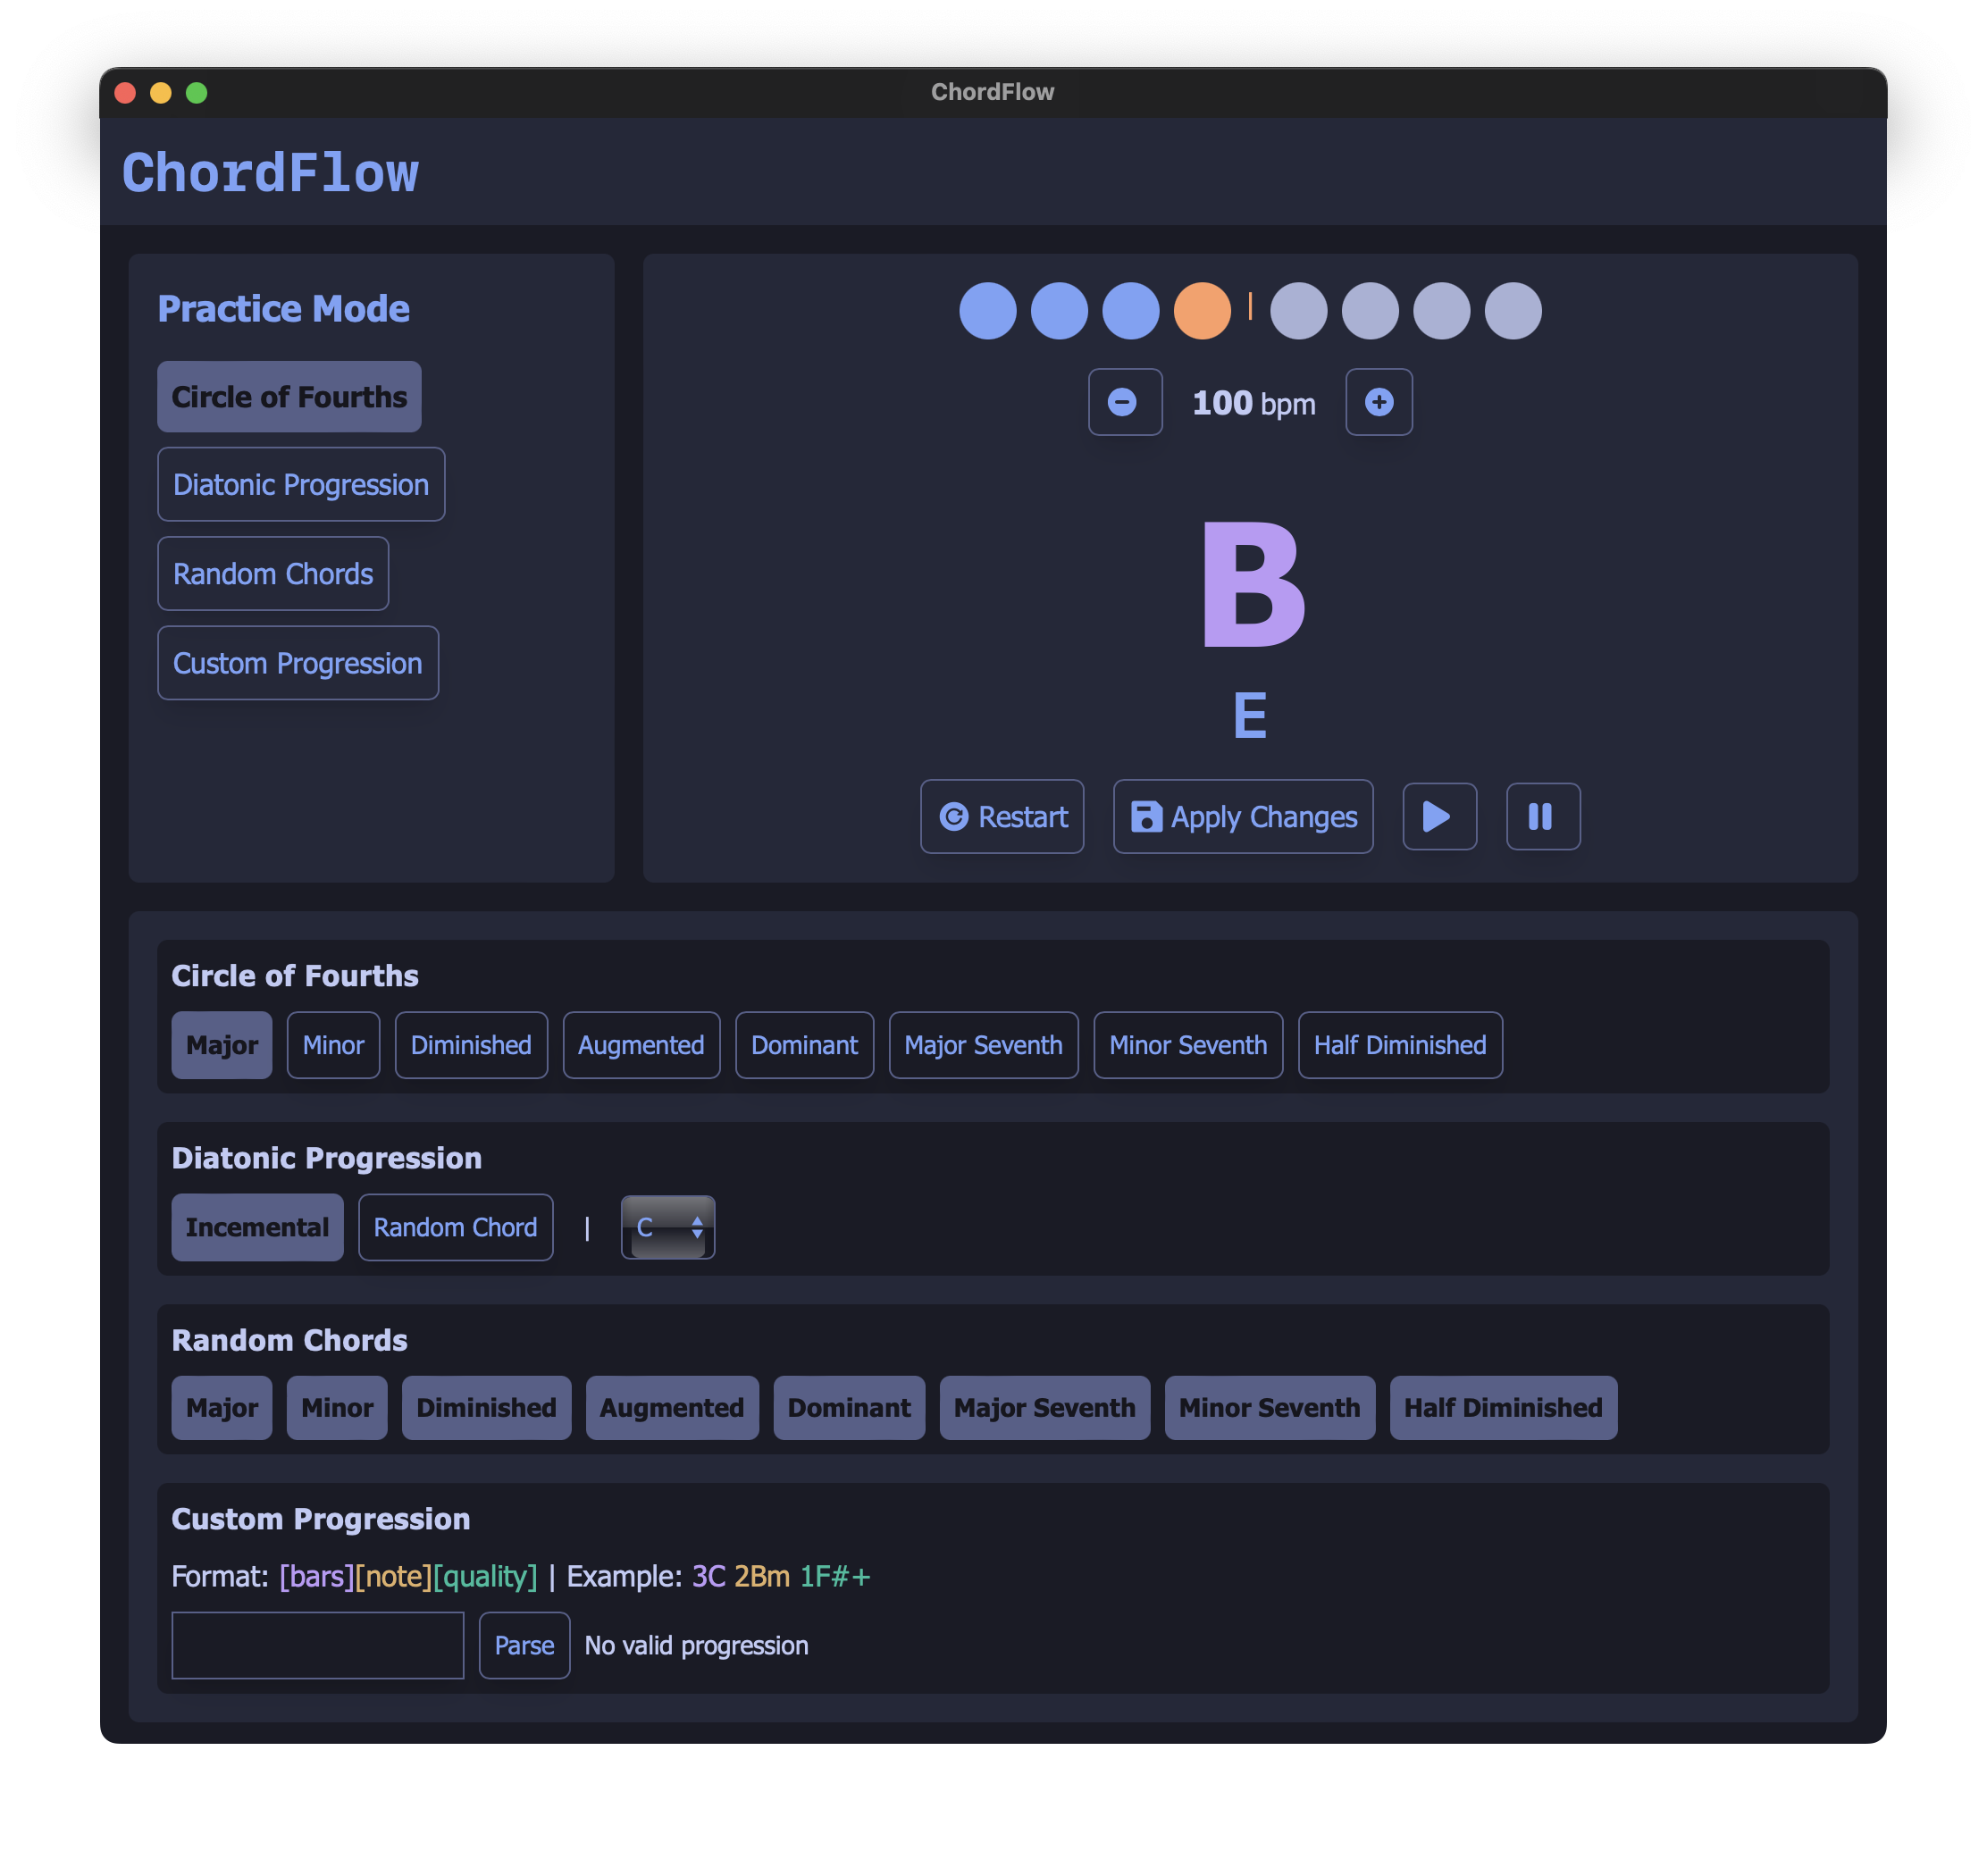 ChordFlow
ChordFlow
Practice Mode
Circle of Fourths
Diatonic Progression
Random Chords
Custom Progression
100 bpm
B
E
Restart Apply Changes
Circle of Fourths
Major Minor Diminished Augmented Dominant Major Seventh Minor Seventh Half Diminished
Diatonic Progression
Incemental Random Chord | C
Random Chords
Major Minor Diminished Augmented Dominant Major Seventh Minor Seventh Half Diminished
Custom Progression
Format: [bars][note][quality] | Example: 3C 2Bm 1F#+
Parse No valid progression